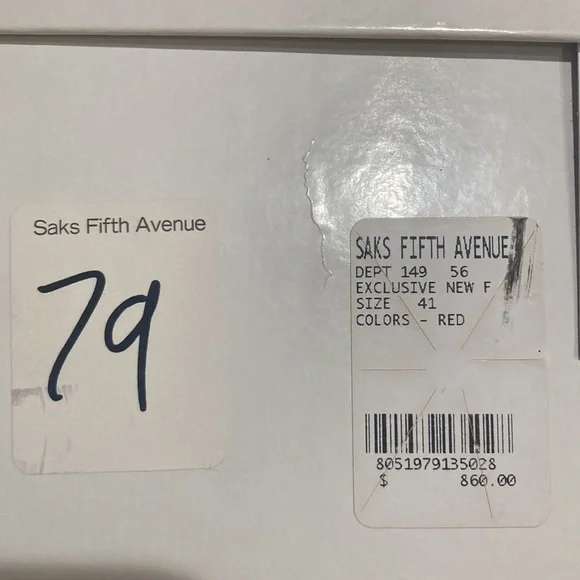 Saks Fifth Avenue
79
SAKS FIFTH AVENUE
DEPT 149 56
EXCLUSIVE NEW F
SIZE 41
COLORS - RED
8051979135028
$ 860.00